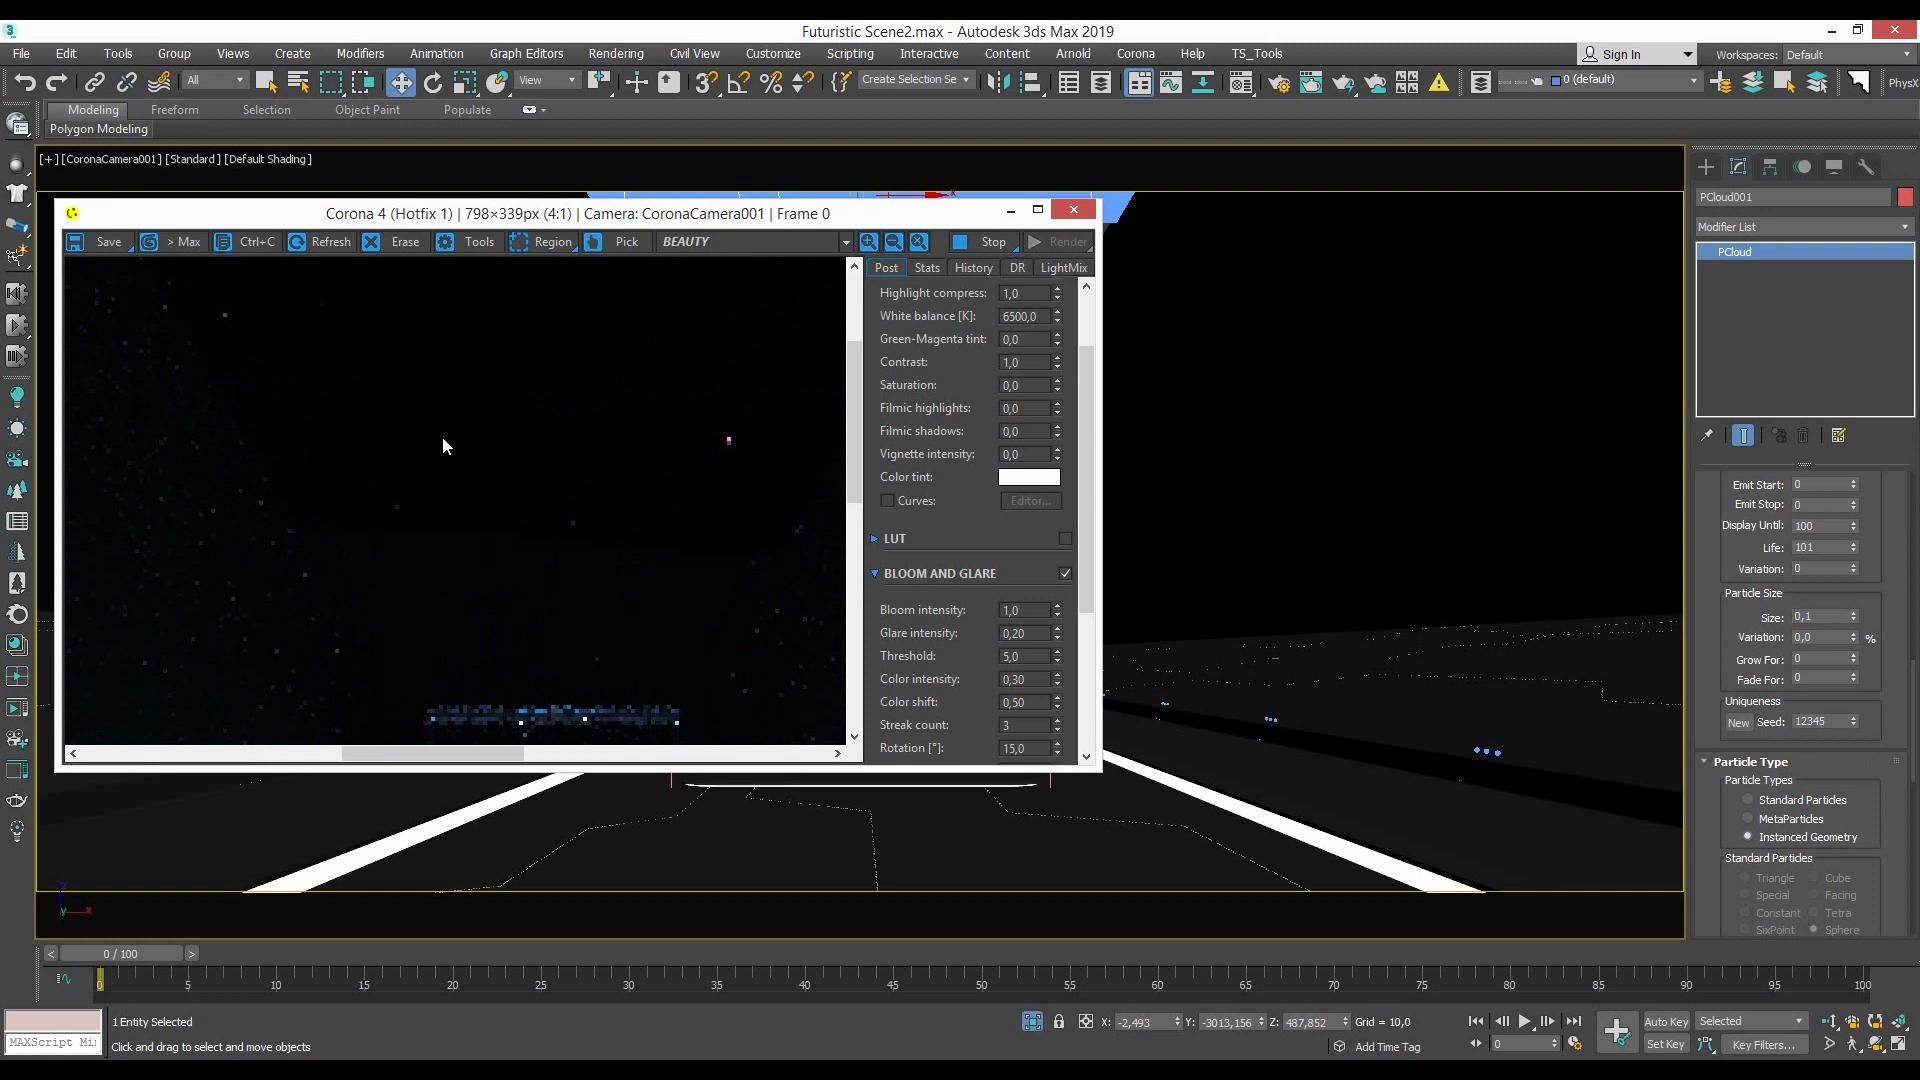 Futuristic Scene2.max - Autodesk 3ds Max 2019
File Edit Tools Group Views Create Modifiers Animation Graph Editors Rendering Civil View Customize Scripting Interactive Content Arnold Corona Help TS_Tools
Sign In Workspaces: Default
All View Create Selection Se 0 (default) PhysX
Modeling Freeform Selection Object Paint Populate
Polygon Modeling
[+] [CoronaCamera001] [Standard] [Default Shading]
Corona 4 (Hotfix 1) | 798×339px (4:1) | Camera: CoronaCamera001 | Frame 0
Save > Max Ctrl+C Refresh Erase Tools Region Pick BEAUTY Stop Render
Post Stats History DR LightMix
Highlight compress: 1,0
White balance [K]: 6500,0
Green-Magenta tint: 0,0
Contrast: 1,0
Saturation: 0,0
Filmic highlights: 0,0
Filmic shadows: 0,0
Vignette intensity: 0,0
Color tint:
Curves: Editor...
LUT
BLOOM AND GLARE
Bloom intensity: 1,0
Glare intensity: 0,20
Threshold: 5,0
Color intensity: 0,30
Color shift: 0,50
Streak count: 3
Rotation [°]: 15,0
PCloud001
Modifier List
PCloud
Emit Start: 0
Emit Stop: 0
Display Until: 100
Life: 101
Variation: 0
Particle Size
Size: 0,1
Variation: 0,0 %
Grow For: 0
Fade For: 0
Uniqueness
New Seed: 12345
Particle Type
Particle Types
Standard Particles
MetaParticles
Instanced Geometry
Standard Particles
Triangle Cube
Special Facing
Constant Tetra
SixPoint Sphere
x
z
y x
< 0 / 100 >
0 5 10 15 20 25 30 35 40 45 50 55 60 65 70 75 80 85 90 95 100
1 Entity Selected
X: -2,493 Y: -3013,156 Z: 487,852 Grid = 10,0
Auto Key Selected
MAXScript Mi
Click and drag to select and move objects
Add Time Tag
0
Set Key Key Filters...